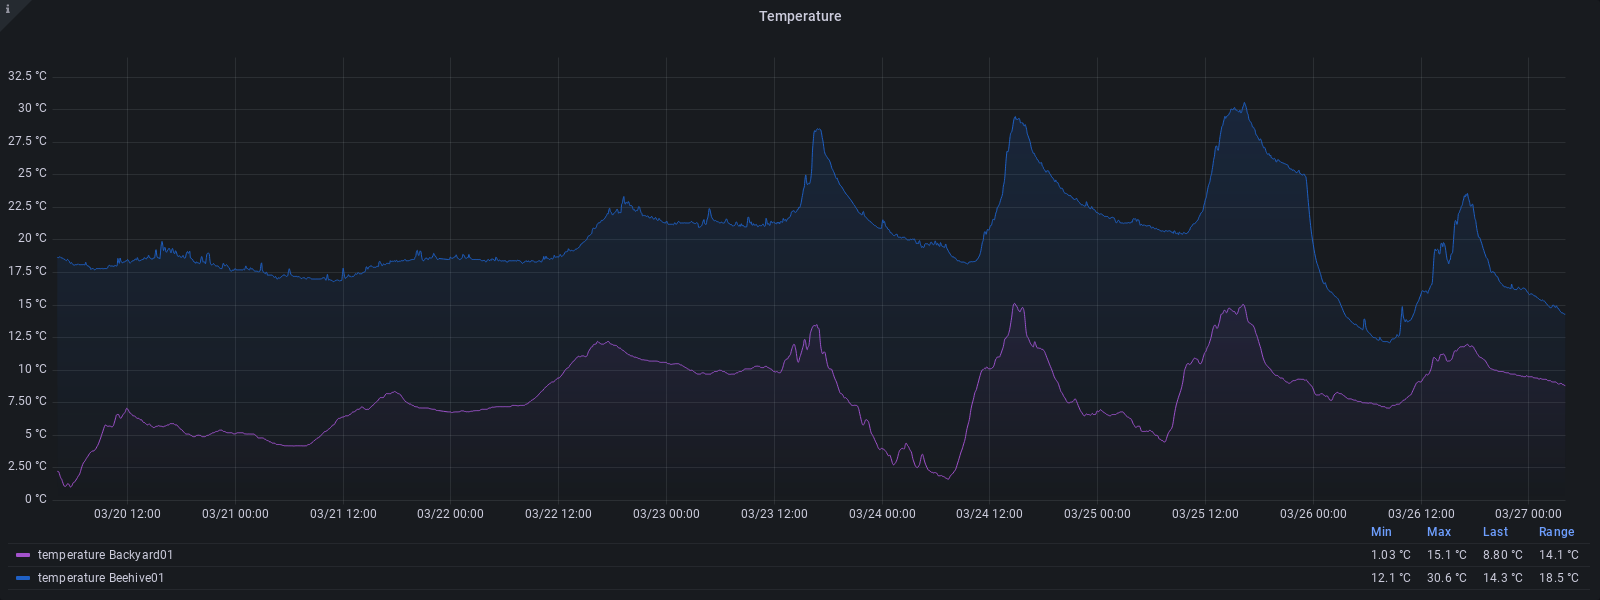 i
Temperature
32.5 °C
30 °C
27.5 °C
25 °C
22.5 °C
20 °C
17.5 °C
15 °C
12.5 °C
10 °C
7.50 °C
5 °C
2.50 °C
0 °C
03/20 12:00 03/21 00:00 03/21 12:00 03/22 00:00 03/22 12:00 03/23 00:00 03/23 12:00 03/24 00:00 03/24 12:00 03/25 00:00 03/25 12:00 03/26 00:00 03/26 12:00 03/27 00:00
Min Max Last Range
temperature Backyard01 1.03 °C 15.1 °C 8.80 °C 14.1 °C
temperature Beehive01 12.1 °C 30.6 °C 14.3 °C 18.5 °C